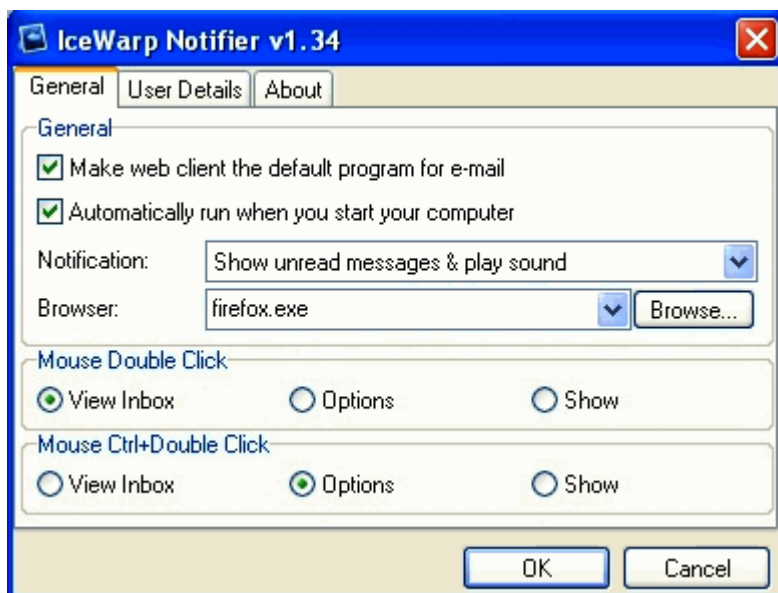 IceWarp Notifier v1.34
General User Details About
General
Make web client the default program for e-mail
Automatically run when you start your computer
Notification: Show unread messages & play sound
Browser: firefox.exe Browse...
Mouse Double Click
View Inbox Options Show
Mouse Ctrl+Double Click
View Inbox Options Show
OK Cancel